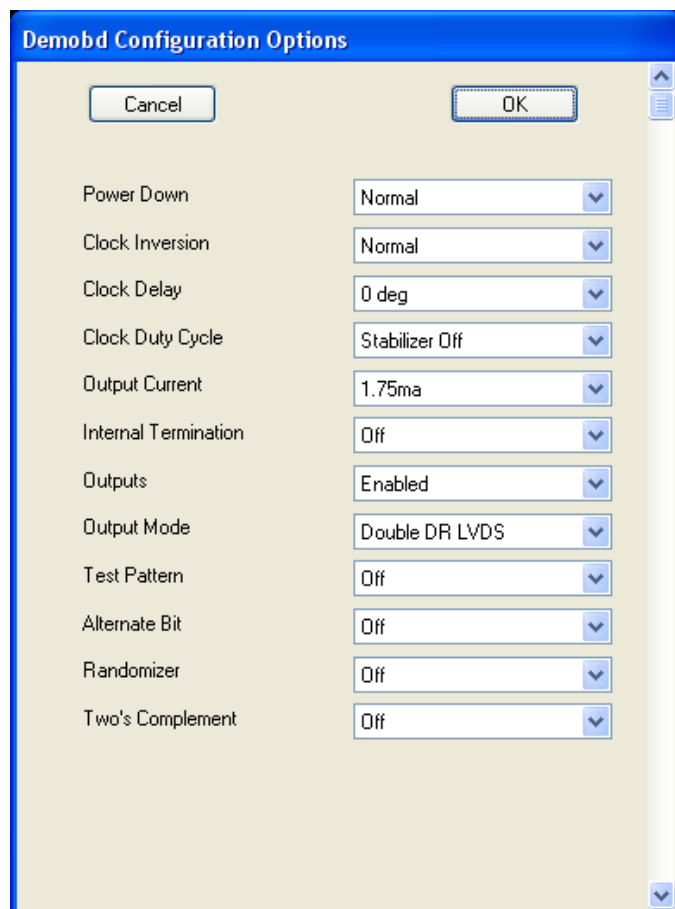 Demobd Configuration Options
Cancel OK
Power Down Normal
Clock Inversion Normal
Clock Delay 0 deg
Clock Duty Cycle Stabilizer Off
Output Current 1.75ma
Internal Termination Off
Outputs Enabled
Output Mode Double DR LVDS
Test Pattern Off
Alternate Bit Off
Randomizer Off
Two's Complement Off